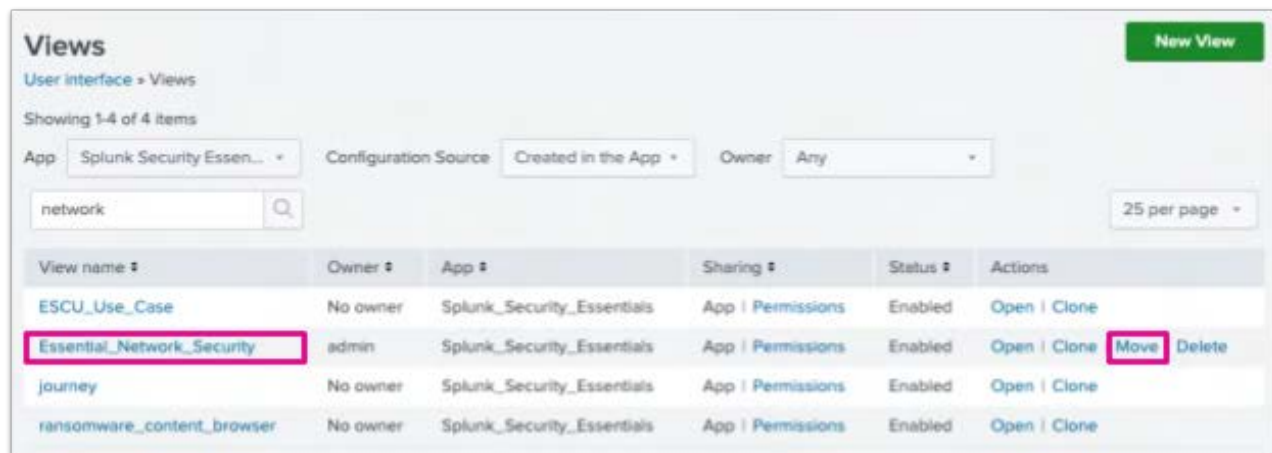 Views
New View
User interface » Views
Showing 1-4 of 4 items
App Splunk Security Essen... Configuration Source Created in the App Owner Any
network 25 per page
View name Owner App Sharing Status Actions
ESCU_Use_Case No owner Splunk_Security_Essentials App | Permissions Enabled Open | Clone
Essential_Network_Security admin Splunk_Security_Essentials App | Permissions Enabled Open | Clone Move Delete
journey No owner Splunk_Security_Essentials App | Permissions Enabled Open | Clone
ransomware_content_browser No owner Splunk_Security_Essentials App | Permissions Enabled Open | Clone